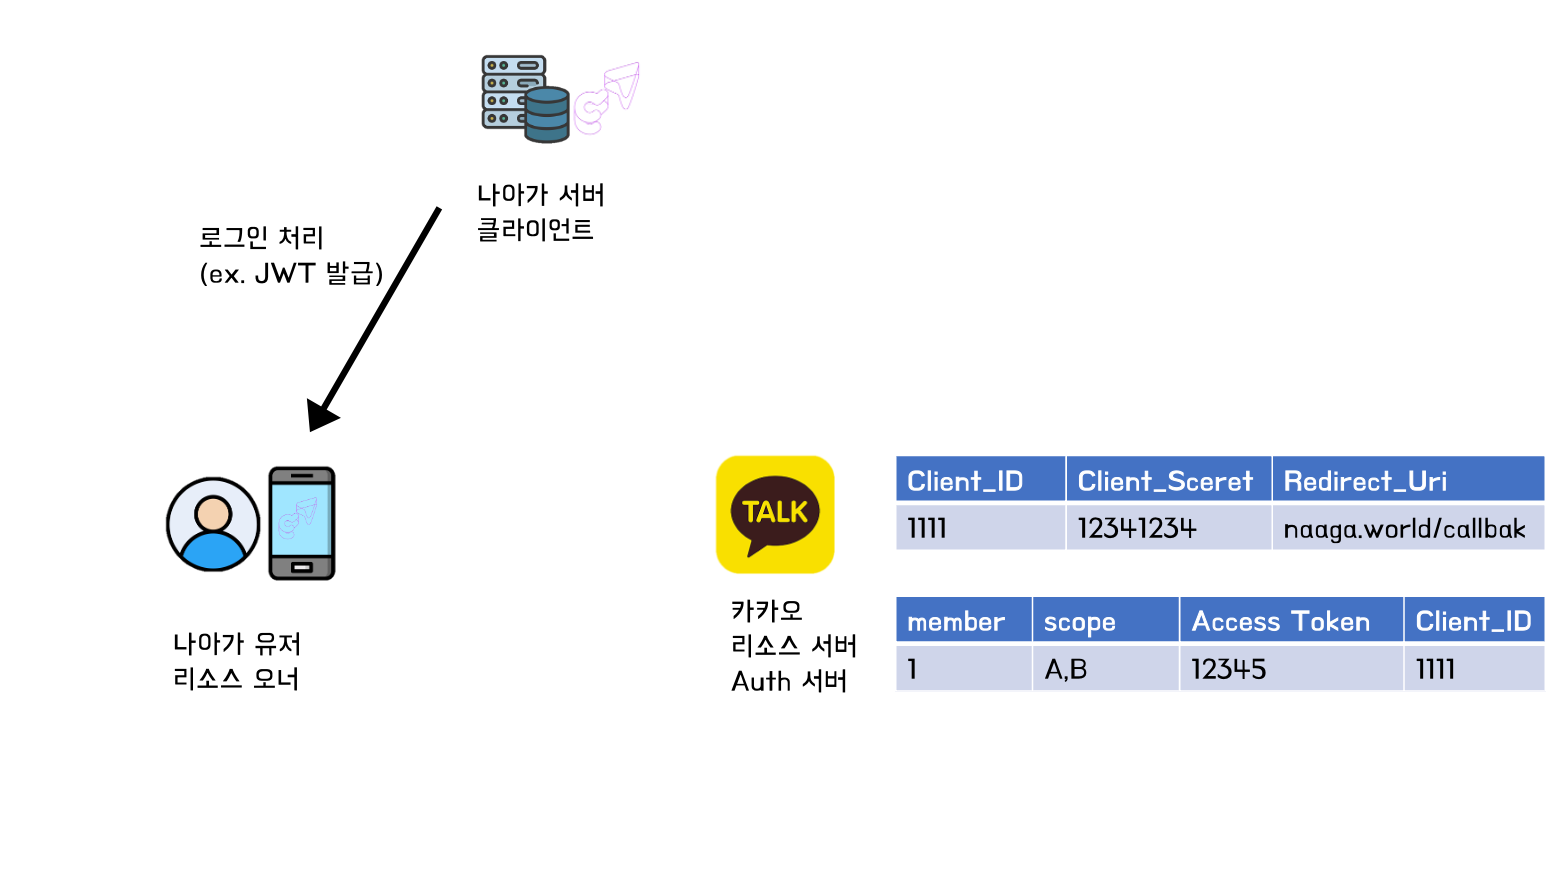 나아가 서버
클라이언트
로그인 처리
(ex. JWT 발급)
나아가 유저
리소스 오너
TALK
카카오
리소스 서버
Auth 서버
Client_ID Client_Sceret Redirect_Uri
1111 12341234 naaga.world/callbak
member scope Access Token Client_ID
1 A,B 12345 1111